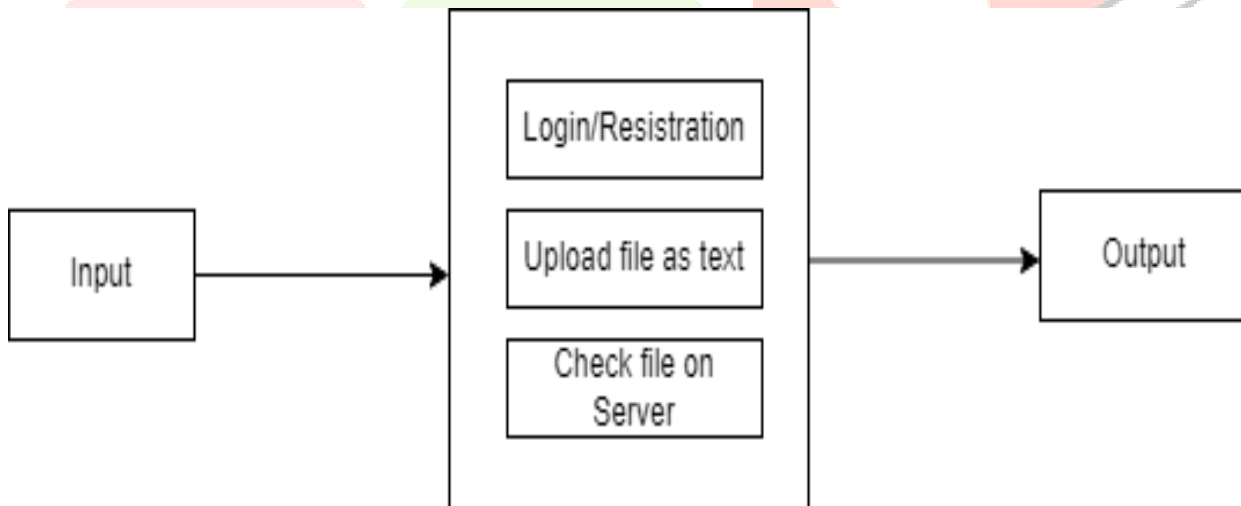 Login/Resistration
Input
Upload file as text
Output
Check file on
Server